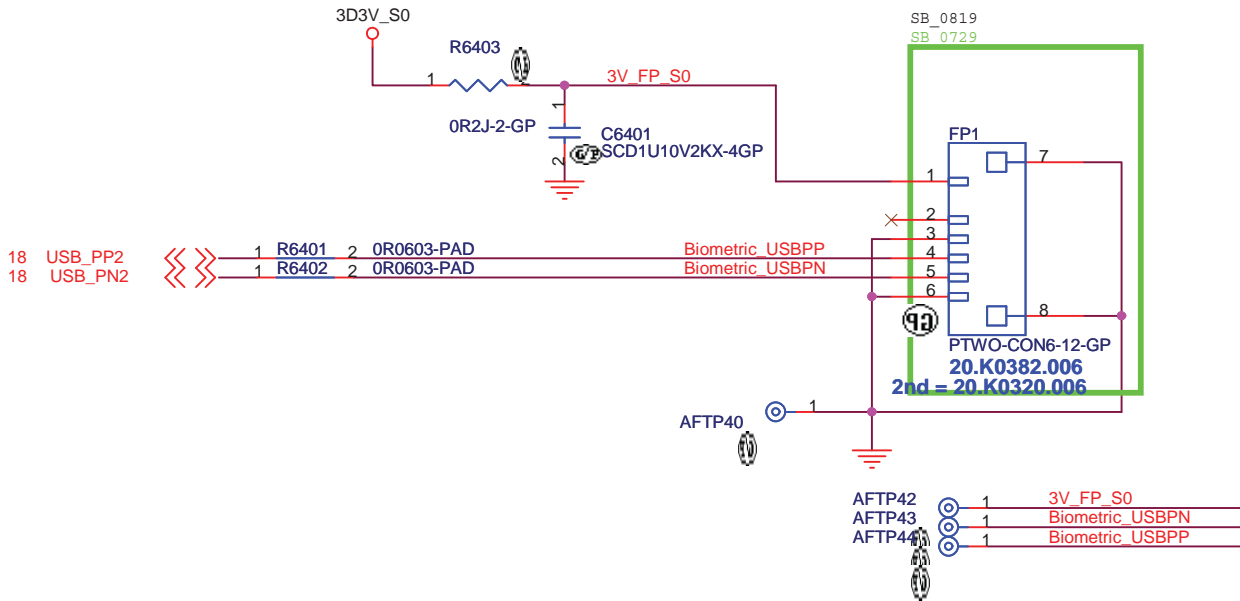 3D3V_S0
SB_0819
SB_0729
R6403
1 2 3V_FP_S0
0R2J-2-GP
1
C6401
SCD1U10V2KX-4GP
2
FP1
7
1
2
3
4
5
6
8
18 USB_PP2 1 R6401 2 0R0603-PAD Biometric_USBPP
18 USB_PN2 1 R6402 2 0R0603-PAD Biometric_USBPN
GP
PTWO-CON6-12-GP
20.K0382.006
2nd = 20.K0320.006
AFTP40 1
AFTP42 1 3V_FP_S0
AFTP43 1 Biometric_USBPN
AFTP44 1 Biometric_USBPP